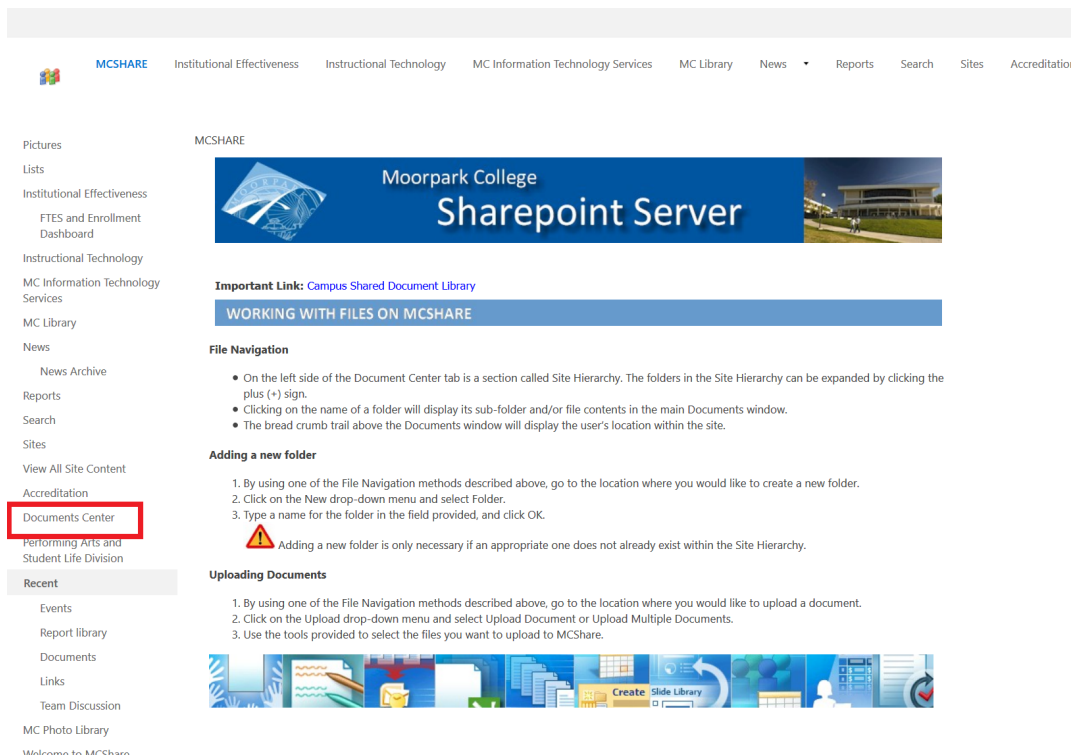 MCSHARE Institutional Effectiveness Instructional Technology MC Information Technology Services MC Library News Reports Search Sites Accreditation
Pictures
Lists
Institutional Effectiveness
FTES and Enrollment
Dashboard
Instructional Technology
MC Information Technology
Services
MC Library
News
News Archive
Reports
Search
Sites
View All Site Content
Accreditation
Documents Center
Performing Arts and
Student Life Division
Recent
Events
Report library
Documents
Links
Team Discussion
MC Photo Library
Welcome to MCShare
MCSHARE
Moorpark College
Sharepoint Server
Important Link: Campus Shared Document Library
WORKING WITH FILES ON MCSHARE
File Navigation
• On the left side of the Document Center tab is a section called Site Hierarchy. The folders in the Site Hierarchy can be expanded by clicking the
plus (+) sign.
• Clicking on the name of a folder will display its sub-folder and/or file contents in the main Documents window.
• The bread crumb trail above the Documents window will display the user's location within the site.
Adding a new folder
1. By using one of the File Navigation methods described above, go to the location where you would like to create a new folder.
2. Click on the New drop-down menu and select Folder.
3. Type a name for the folder in the field provided, and click OK.
Adding a new folder is only necessary if an appropriate one does not already exist within the Site Hierarchy.
Uploading Documents
1. By using one of the File Navigation methods described above, go to the location where you would like to upload a document.
2. Click on the Upload drop-down menu and select Upload Document or Upload Multiple Documents.
3. Use the tools provided to select the files you want to upload to MCShare.
Create Slide Library